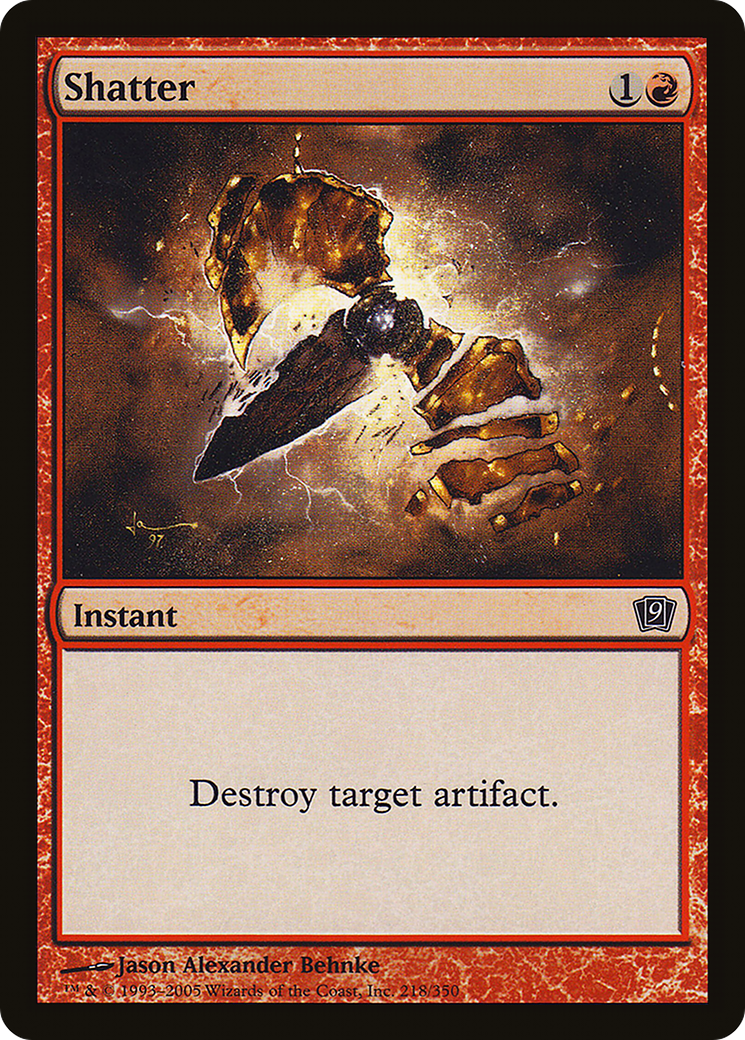 Shatter
1
97
Instant
9
Destroy target artifact.
Jason Alexander Behnke
™ & © 1993–2005 Wizards of the Coast, Inc. 218/350